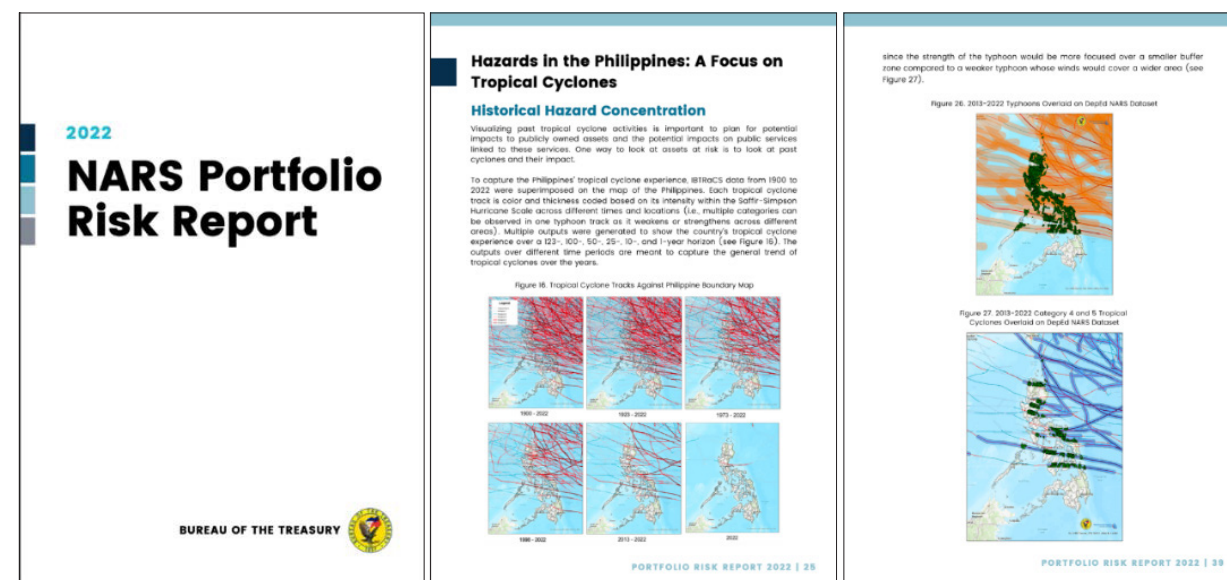 2022
NARS Portfolio
Risk Report
BUREAU OF THE TREASURY
Hazards in the Philippines: A Focus on
Tropical Cyclones
Historical Hazard Concentration
Visualizing past tropical cyclone activities is important to plan for potential
impacts to publicly owned assets and the potential impacts on public services
linked to these services. One way to look at assets at risk is to look at past
cyclones and their impact.
To capture the Philippines' tropical cyclone experience, IBTRaCS data from 1900 to
2022 were superimposed on the map of the Philippines. Each tropical cyclone
track is color and thickness coded based on its intensity within the Saffir-Simpson
Hurricane Scale across different times and locations (i.e., multiple categories can
be observed in one typhoon track as it weakens or strengthens across different
areas). Multiple outputs were generated to show the country's tropical cyclone
experience over a 123-, 100-, 50-, 25-, 10-, and 1-year horizon (see Figure 16). The
outputs over different time periods are meant to capture the general trend of
tropical cyclones over the years.
Figure 16. Tropical Cyclone Tracks Against Philippine Boundary Map
1900 - 2022
1923 - 2022
1973 - 2022
1998 - 2022
2013 - 2022
2022
PORTFOLIO RISK REPORT 2022 | 25
since the strength of the typhoon would be more focused over a smaller buffer
zone compared to a weaker typhoon whose winds would cover a wider area (see
Figure 27).
Figure 26. 2013-2022 Typhoons Overlaid on DepEd NARS Dataset
Figure 27. 2013-2022 Category 4 and 5 Tropical
Cyclones Overlaid on DepEd NARS Dataset
PORTFOLIO RISK REPORT 2022 | 39